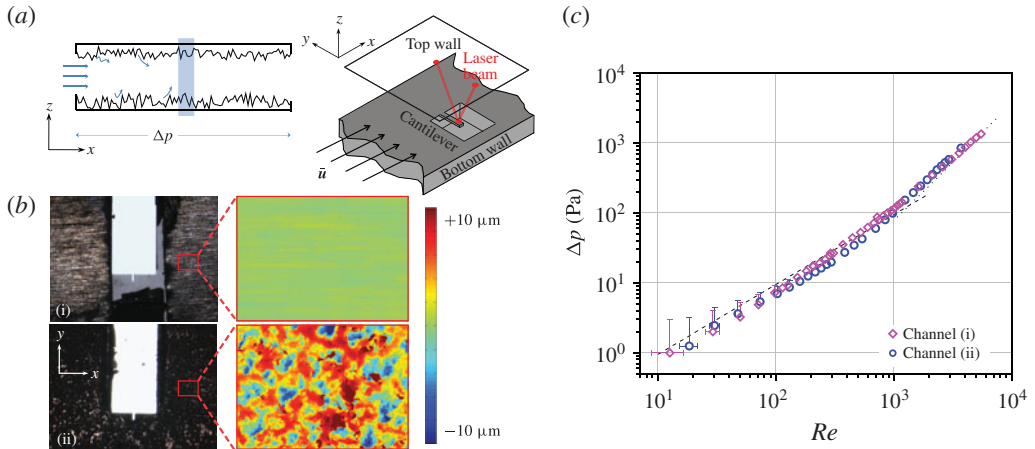 (a)
z
x
Δp
z
y
x
Top wall
Laser
beam
Cantilever
Bottom wall
ū
(b)
(i)
+10 μm
y
x
(ii)
−10 μm
(c)
10⁴
10³
10²
10¹
10⁰
Δp (Pa)
Channel (i)
Channel (ii)
10¹
10²
10³
10⁴
Re